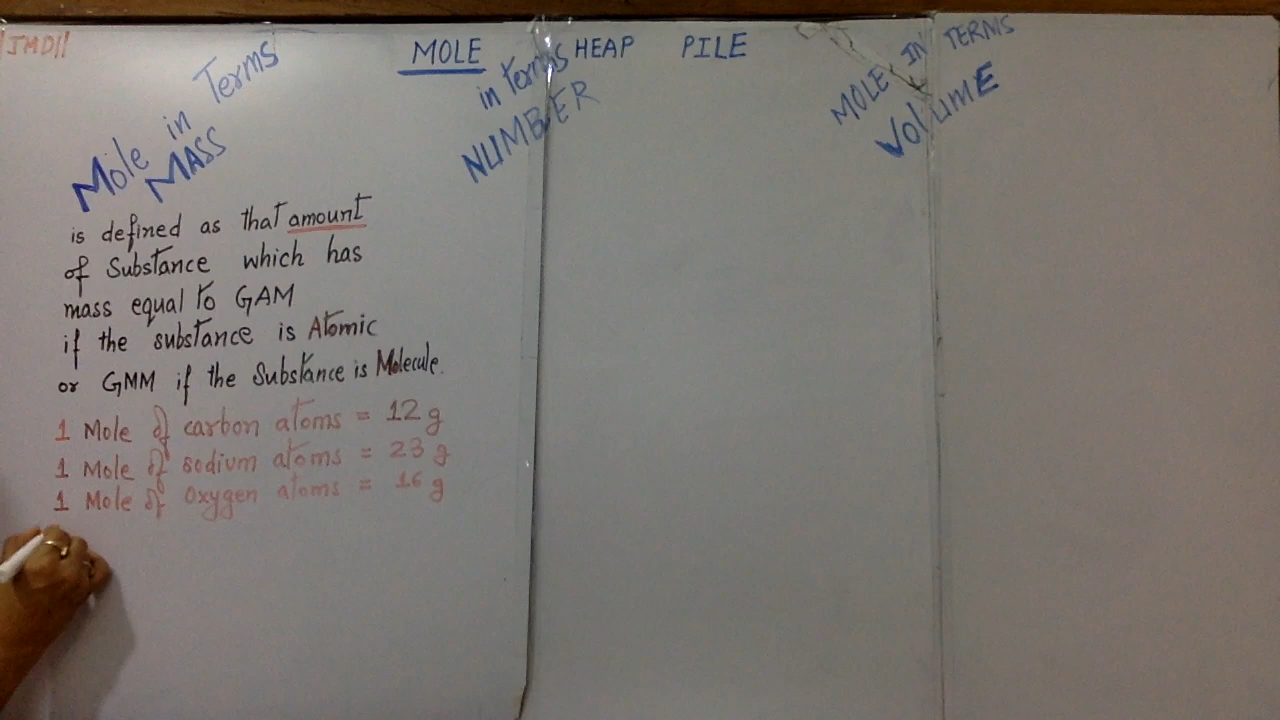 JMD
MOLE HEAP PILE
Mole in Terms
MASS
in terms
NUMBER
MOLE IN TERMS
VOLUME
is defined as that amount
of Substance which has
mass equal to GAM
if the substance is Atomic
or GMM if the Substance is Molecule.
1 Mole of carbon atoms = 12 g
1 Mole of sodium atoms = 23 g
1 Mole of Oxygen atoms = 16 g